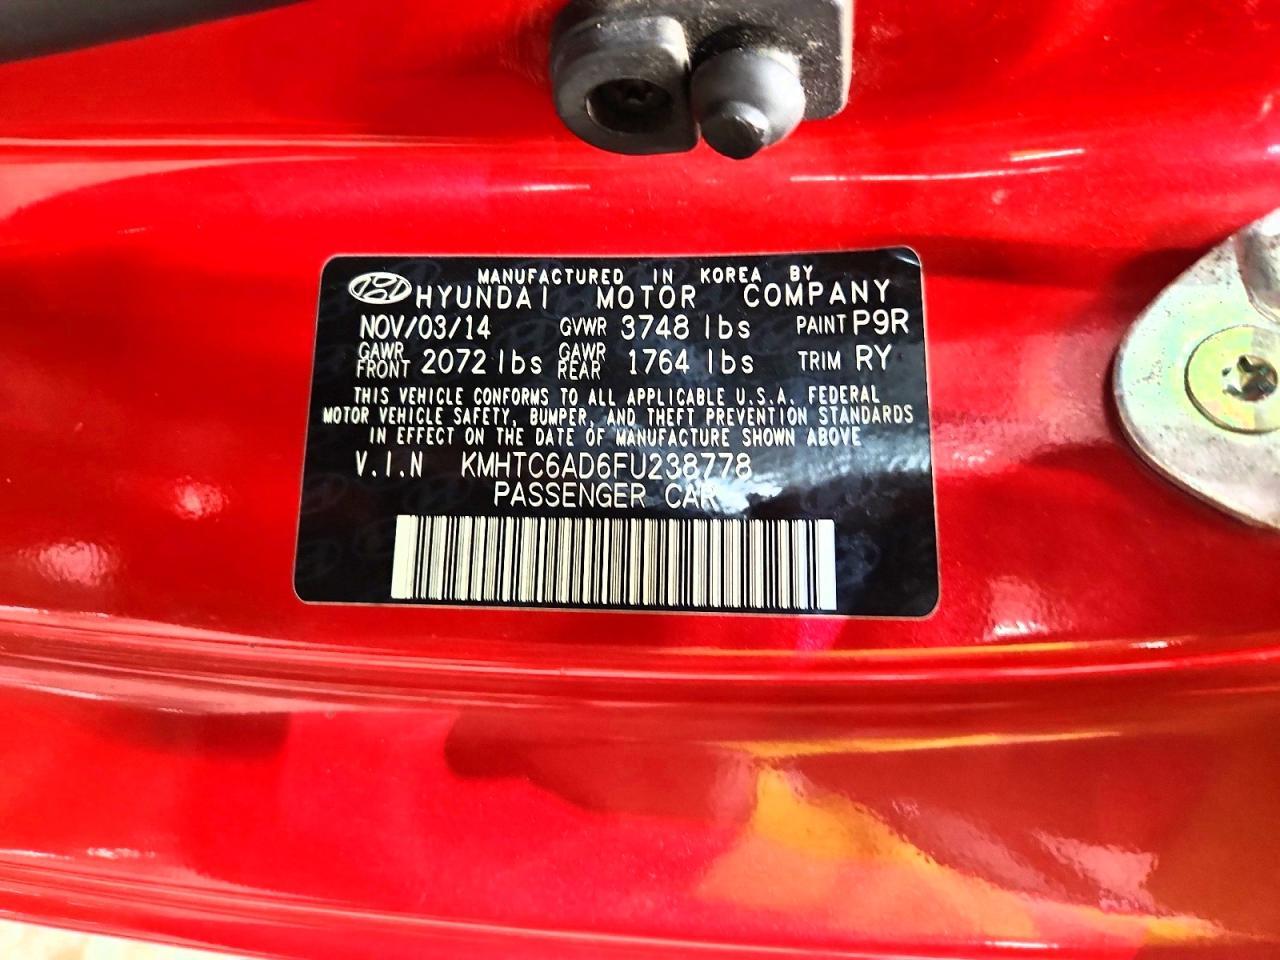 MANUFACTURED IN KOREA BY
HYUNDAI MOTOR COMPANY
NOV/03/14 GVWR 3748 lbs PAINT P9R
GAWR FRONT 2072 lbs GAWR REAR 1764 lbs TRIM RY
THIS VEHICLE CONFORMS TO ALL APPLICABLE U.S.A. FEDERAL
MOTOR VEHICLE SAFETY, BUMPER, AND THEFT PREVENTION STANDARDS
IN EFFECT ON THE DATE OF MANUFACTURE SHOWN ABOVE
V.I.N KMHTC6AD6FU238778
PASSENGER CAR